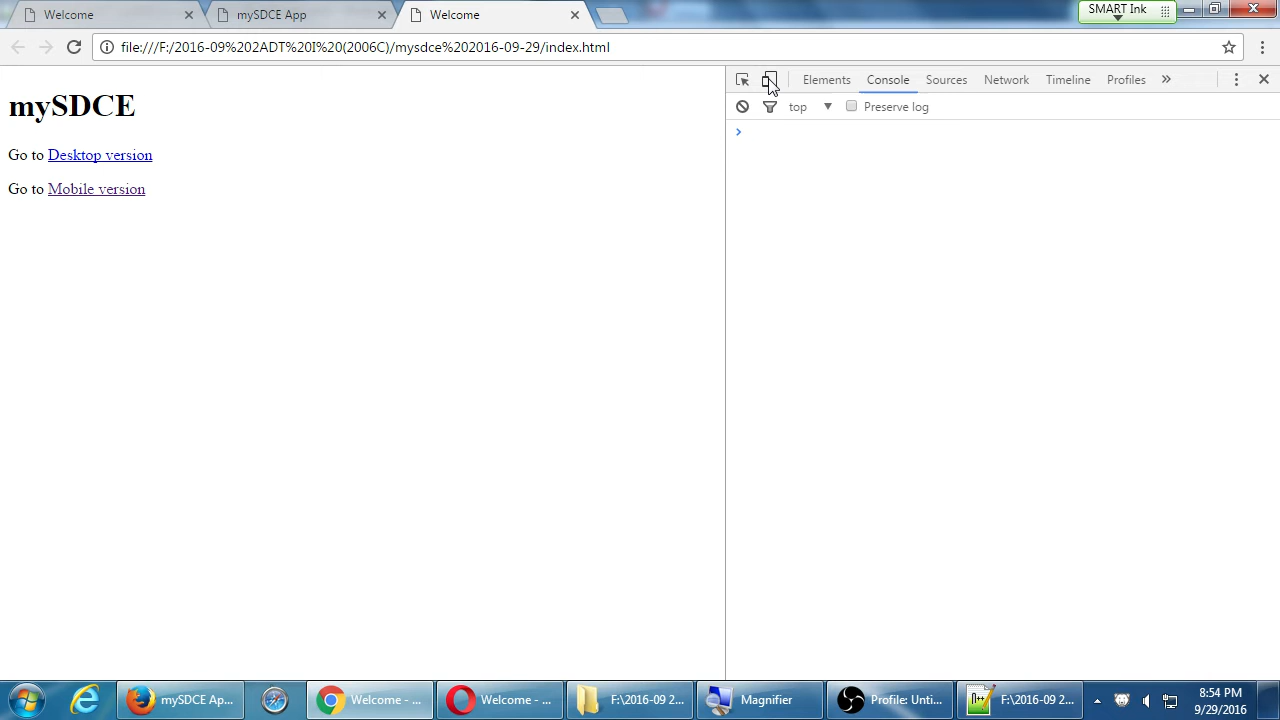 Welcome
mySDCE App
Welcome
SMART Ink
file:///F:/2016-09%202ADT%20I%20(2006C)/mysdce%202016-09-29/index.html
Elements
Console
Sources
Network
Timeline
Profiles
top
Preserve log
mySDCE
Go to Desktop version
Go to Mobile version
mySDCE Ap...
Welcome - ...
Welcome - ...
F:\2016-09 2...
Magnifier
Profile: Unti...
F:\2016-09 2...
8:54 PM
9/29/2016